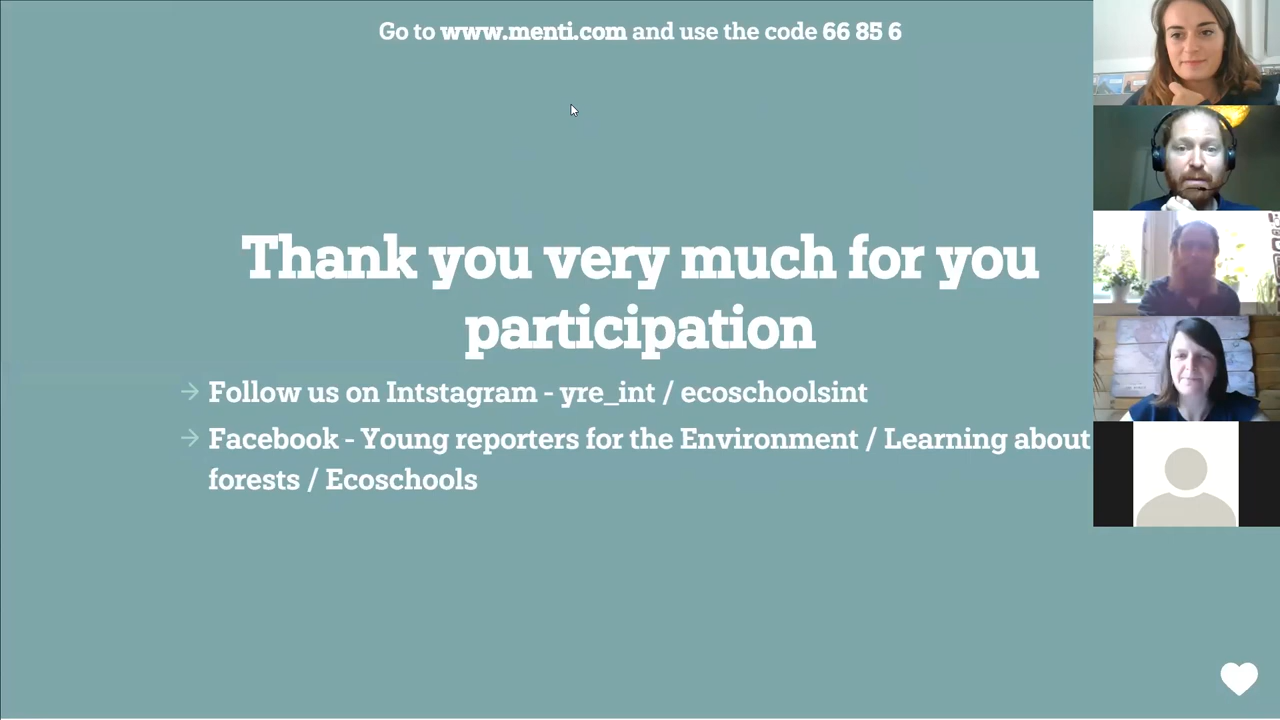 Go to www.menti.com and use the code 66 85 6
Thank you very much for you
participation
Follow us on Intstagram - yre_int / ecoschoolsint
Facebook - Young reporters for the Environment / Learning about
forests / Ecoschools